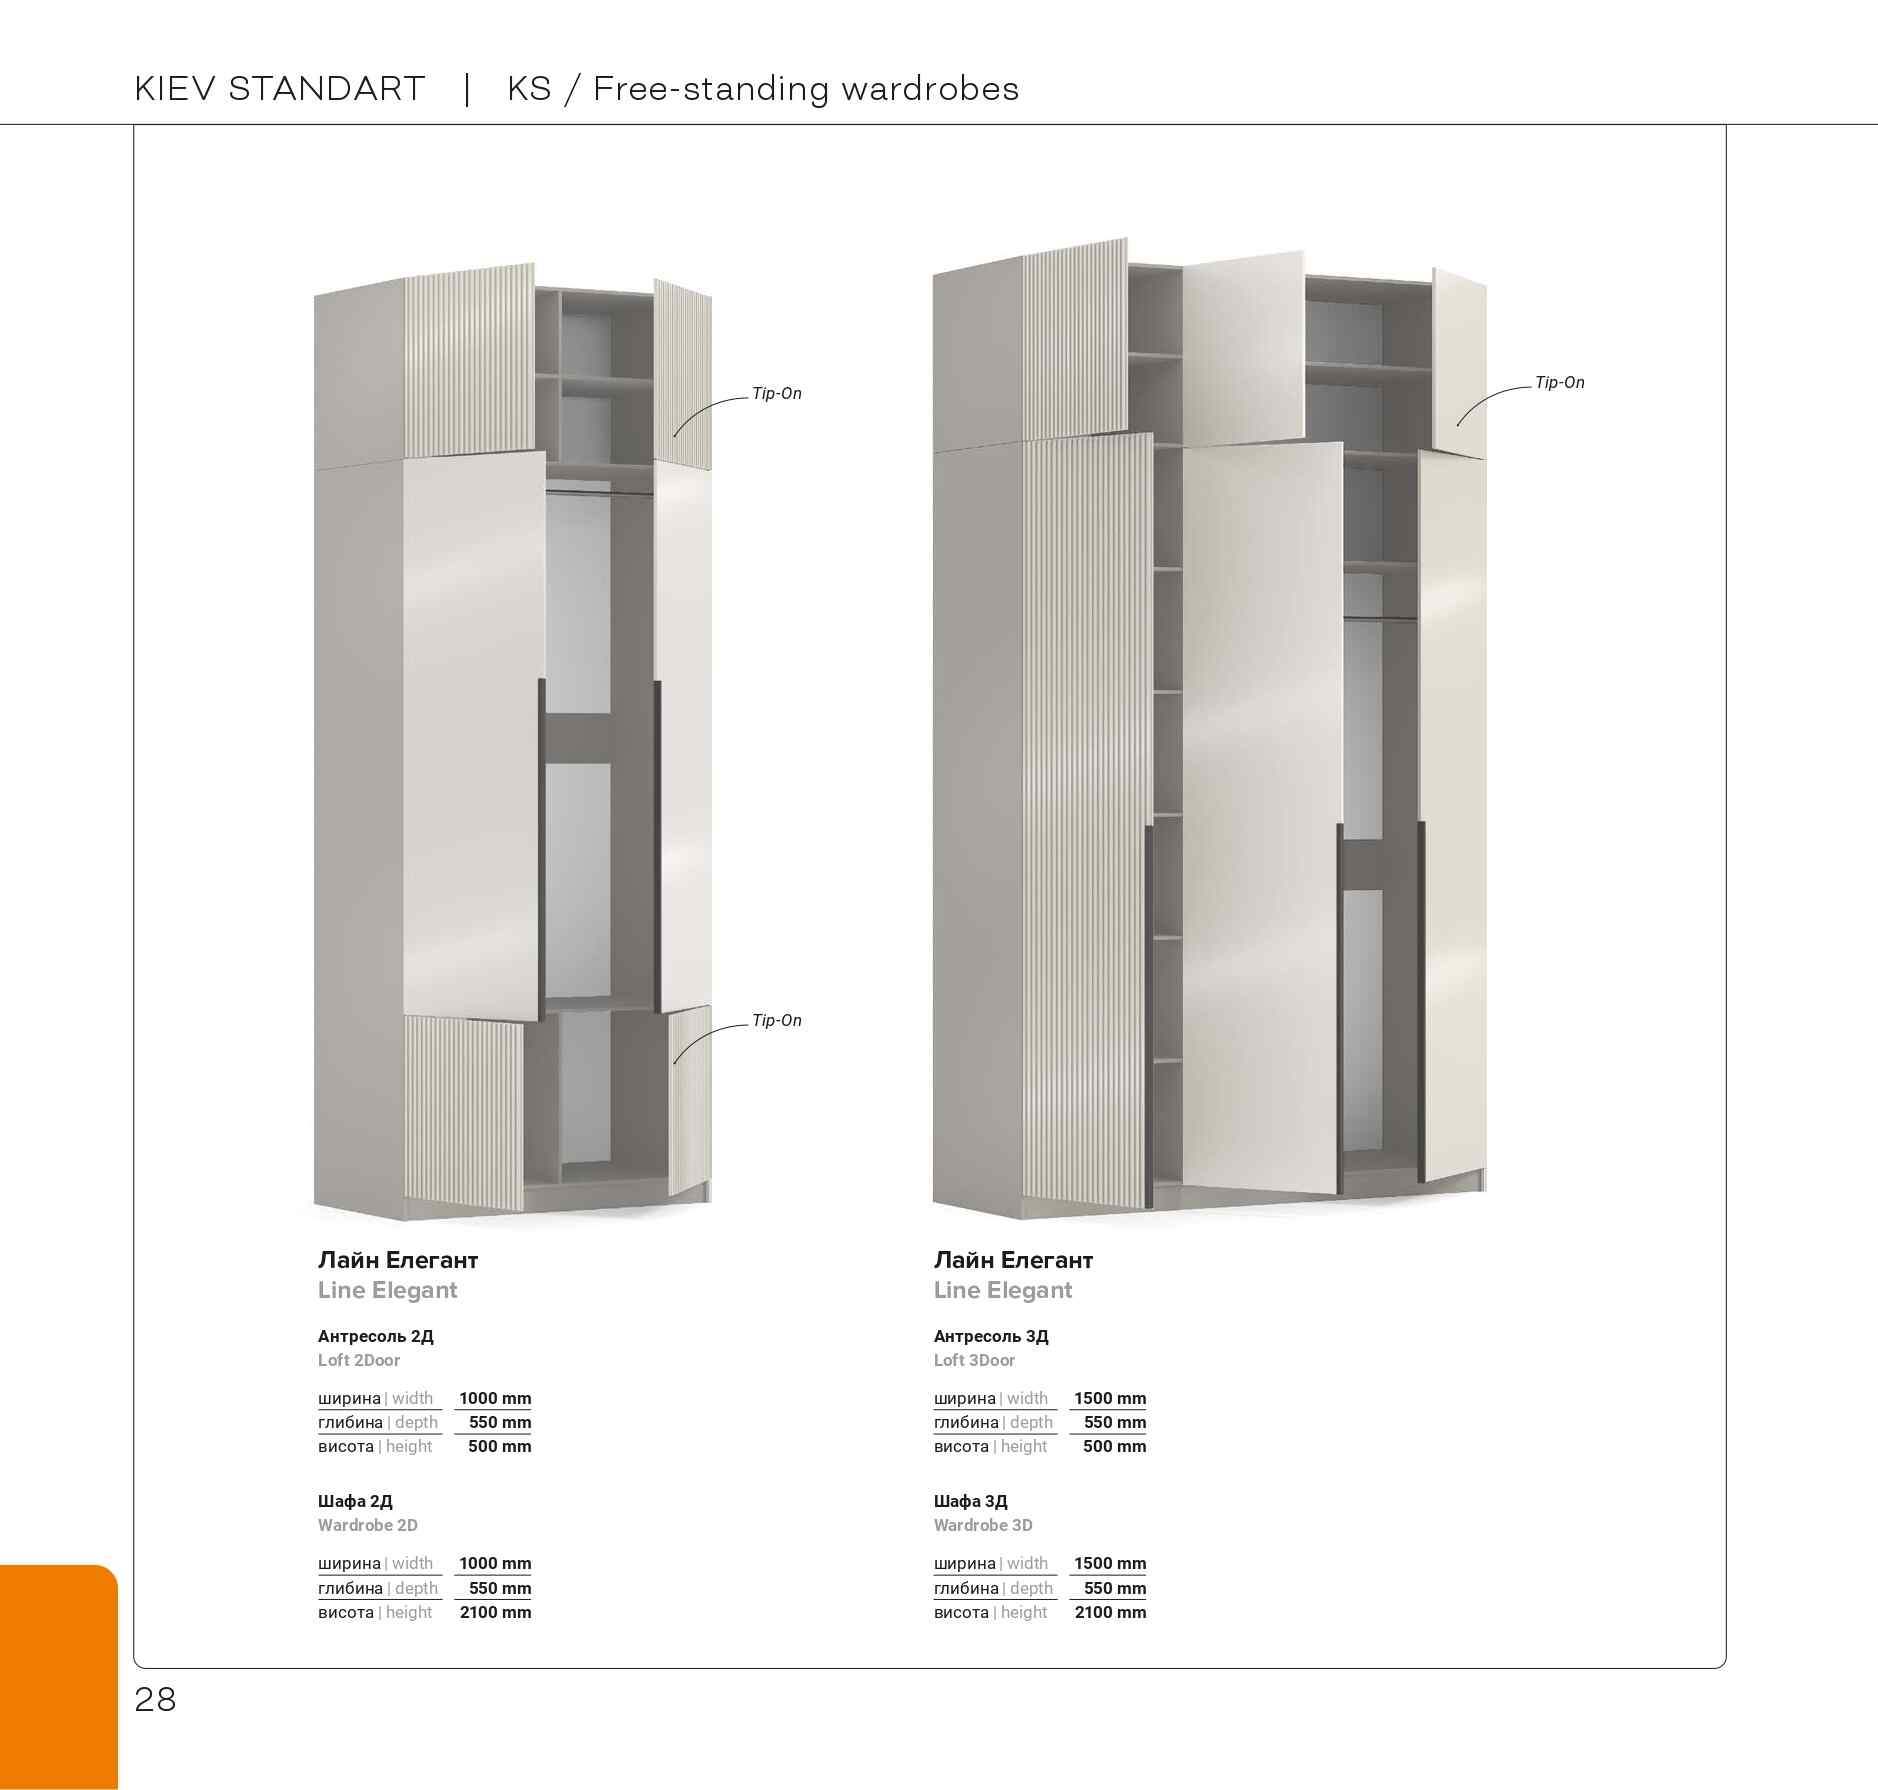 KIEV STANDART | KS / Free-standing wardrobes
Tip-On
Tip-On
Tip-On
Лайн Елегант
Line Elegant
Антресоль 2Д
Loft 2Door
ширина | width 1000 mm
глибина | depth 550 mm
висота | height 500 mm
Шафа 2Д
Wardrobe 2D
ширина | width 1000 mm
глибина | depth 550 mm
висота | height 2100 mm
Лайн Елегант
Line Elegant
Антресоль 3Д
Loft 3Door
ширина | width 1500 mm
глибина | depth 550 mm
висота | height 500 mm
Шафа 3Д
Wardrobe 3D
ширина | width 1500 mm
глибина | depth 550 mm
висота | height 2100 mm
28